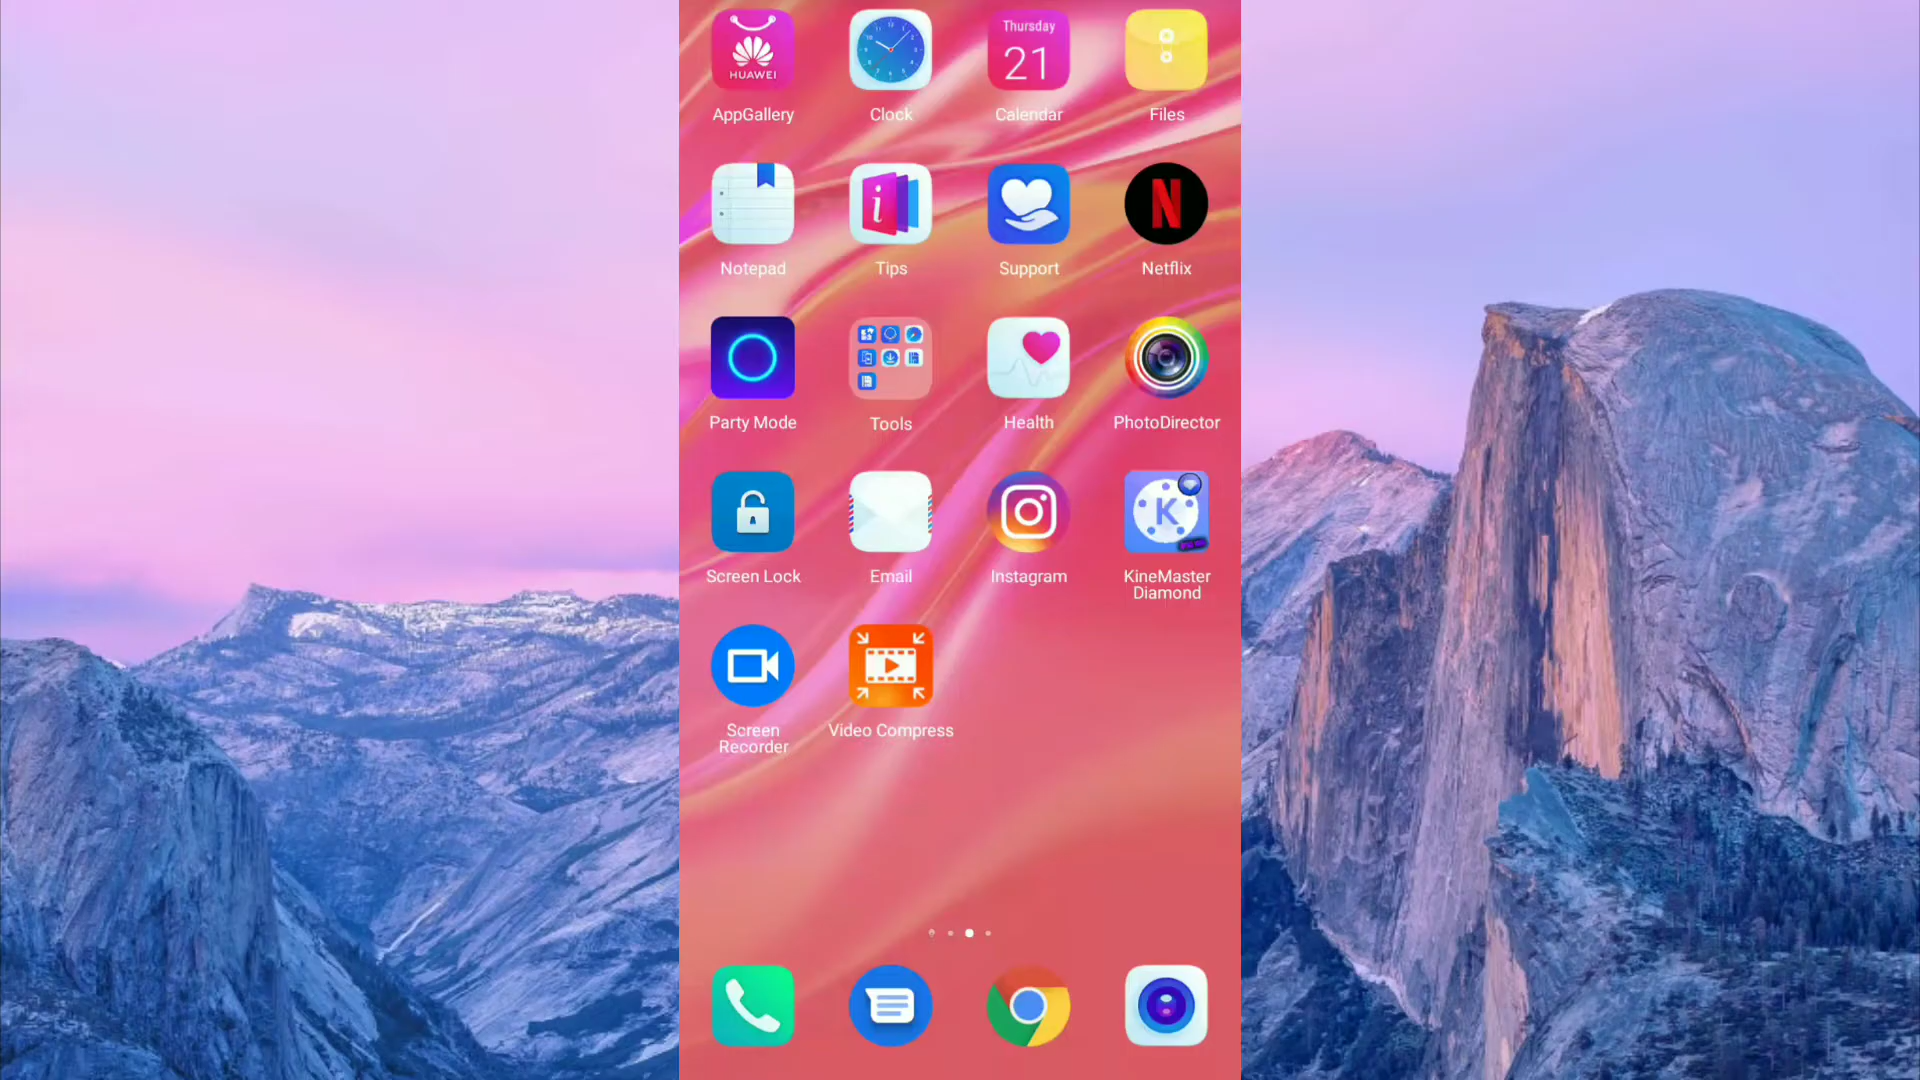 HUAWEI
Thursday
21
AppGallery
Clock
Calendar
Files
i
N
Notepad
Tips
Support
Netflix
Party Mode
Tools
Health
PhotoDirector
K
Screen Lock
Email
Instagram
KineMaster
Diamond
Screen
Recorder
Video Compress